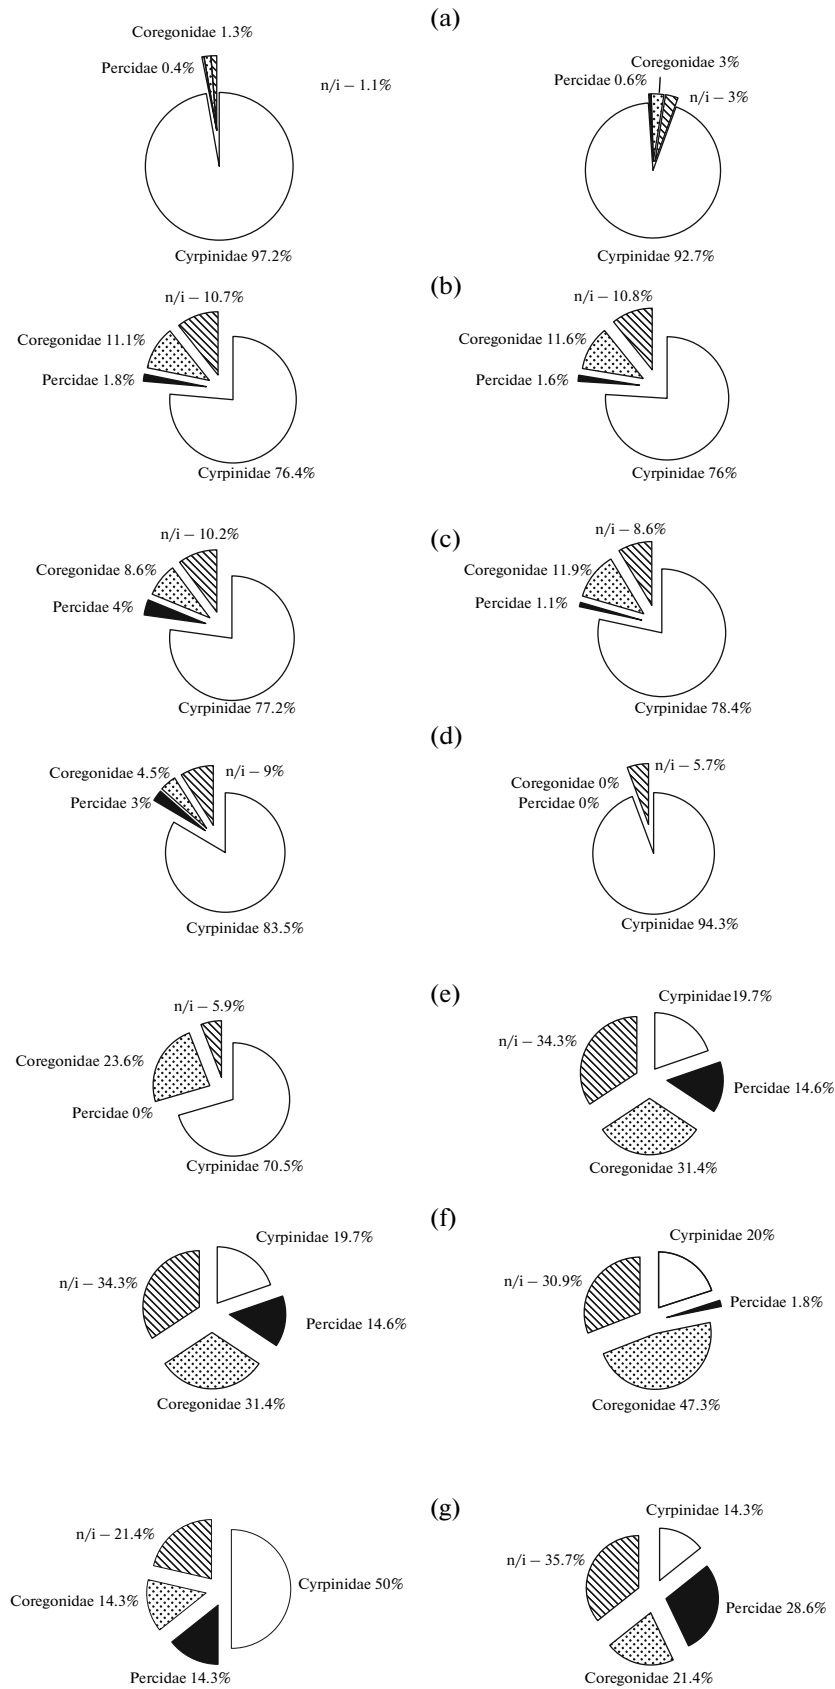 (a)
Coregonidae 1.3%
Percidae 0.4%
n/i – 1.1%
Cyrpinidae 97.2%
Coregonidae 3%
Percidae 0.6%
n/i – 3%
Cyrpinidae 92.7%
(b)
n/i – 10.7%
Coregonidae 11.1%
Percidae 1.8%
Cyrpinidae 76.4%
n/i – 10.8%
Coregonidae 11.6%
Percidae 1.6%
Cyrpinidae 76%
(c)
n/i – 10.2%
Coregonidae 8.6%
Percidae 4%
Cyrpinidae 77.2%
n/i – 8.6%
Coregonidae 11.9%
Percidae 1.1%
Cyrpinidae 78.4%
(d)
Coregonidae 4.5%
n/i – 9%
Percidae 3%
Cyrpinidae 83.5%
n/i – 5.7%
Coregonidae 0%
Percidae 0%
Cyrpinidae 94.3%
(e)
n/i – 5.9%
Coregonidae 23.6%
Percidae 0%
Cyrpinidae 70.5%
Cyrpinidae19.7%
n/i – 34.3%
Percidae 14.6%
Coregonidae 31.4%
(f)
Cyrpinidae 19.7%
n/i – 34.3%
Percidae 14.6%
Coregonidae 31.4%
Cyrpinidae 20%
n/i – 30.9%
Percidae 1.8%
Coregonidae 47.3%
(g)
n/i – 21.4%
Cyrpinidae 50%
Coregonidae 14.3%
Percidae 14.3%
Cyrpinidae 14.3%
n/i – 35.7%
Percidae 28.6%
Coregonidae 21.4%